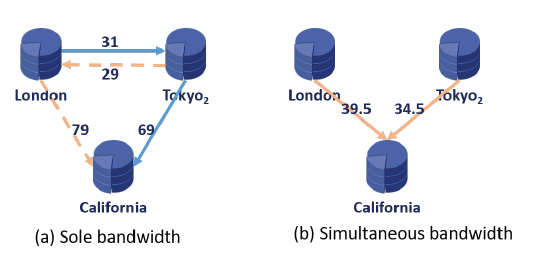 31
29
London
Tokyo2
79
69
California
(a) Sole bandwidth
London
Tokyo2
39.5
34.5
California
(b) Simultaneous bandwidth